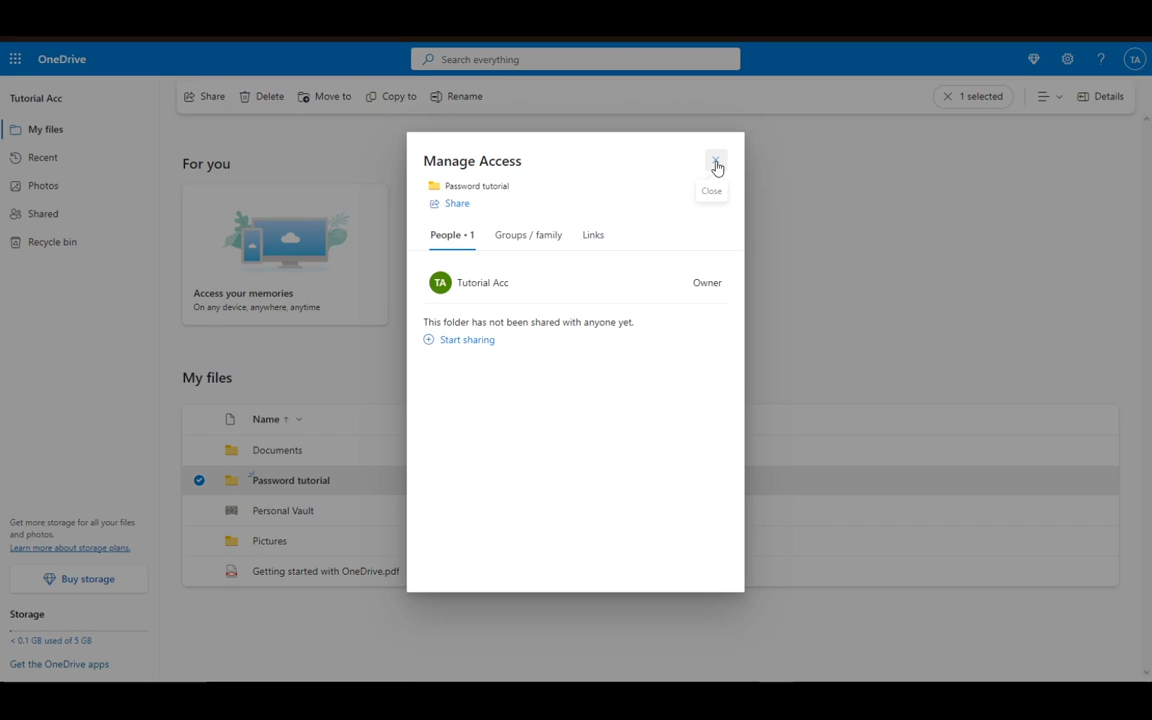 OneDrive
Search everything
TA
Tutorial Acc
Share Delete Move to Copy to Rename
1 selected
Details
My files
Recent
Photos
Shared
Recycle bin
For you
Access your memories
On any device, anywhere, anytime
Manage Access
Password tutorial
Share
Close
People • 1 Groups / family Links
TA Tutorial Acc Owner
This folder has not been shared with anyone yet.
Start sharing
My files
Name
Documents
Password tutorial
Personal Vault
Pictures
Getting started with OneDrive.pdf
Get more storage for all your files
and photos.
Learn more about storage plans.
Buy storage
Storage
< 0.1 GB used of 5 GB
Get the OneDrive apps